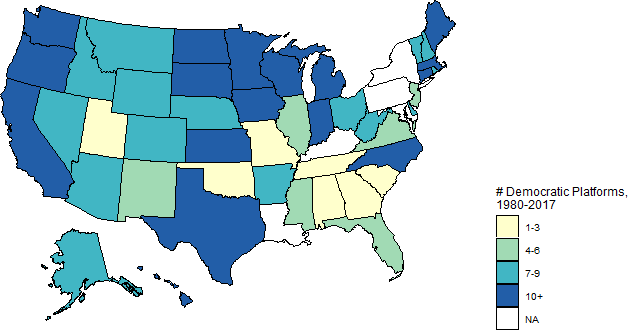 # Democratic Platforms,
1980-2017
1-3
4-6
7-9
10+
NA